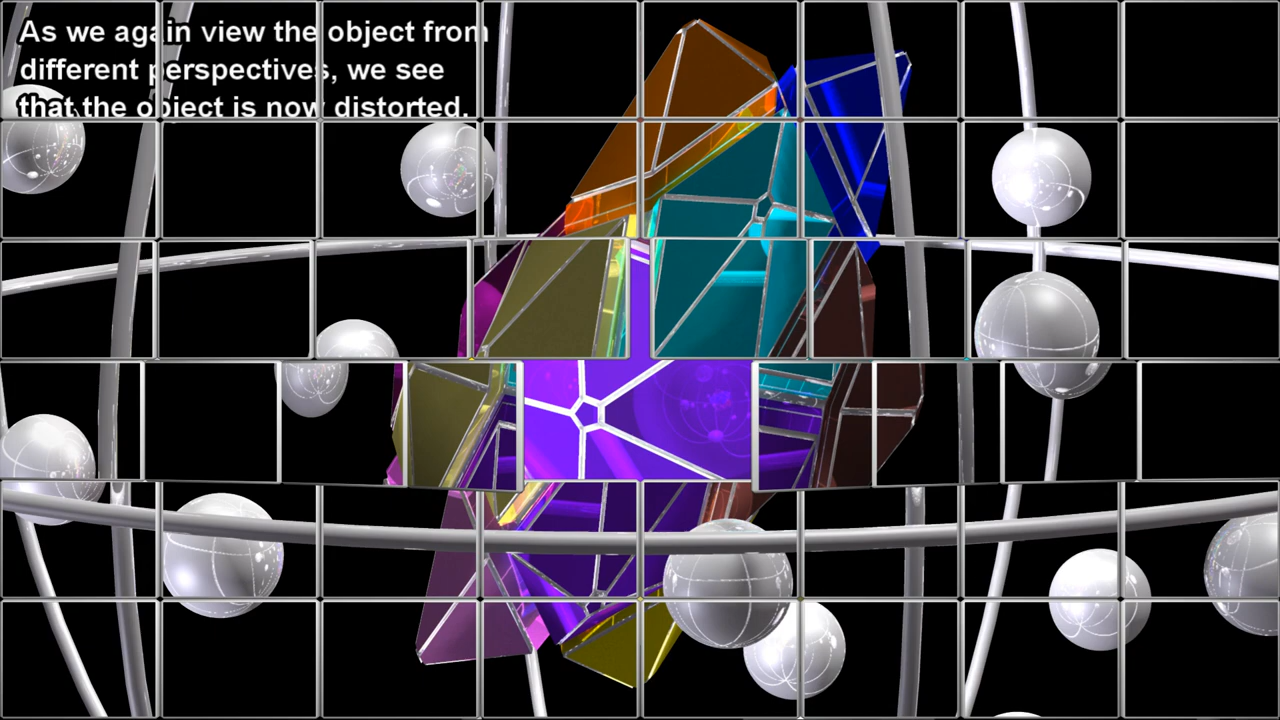 As we again view the object from
different perspectives, we see
that the object is now distorted.